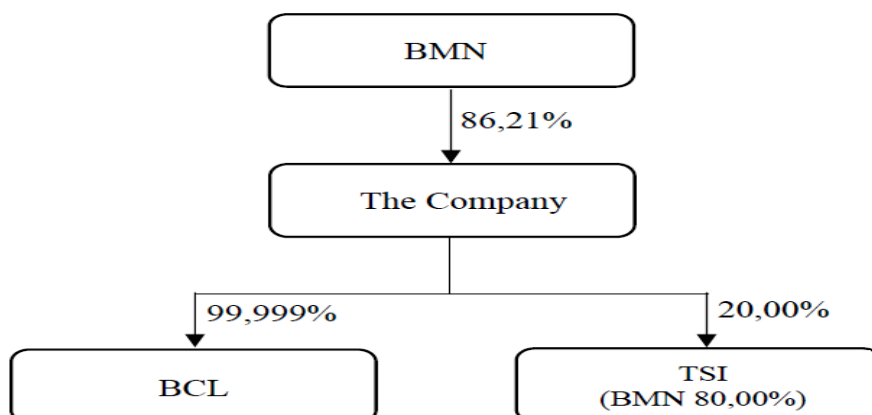 BMN
86,21%
The Company
99,999%
20,00%
BCL
TSI
(BMN 80,00%)